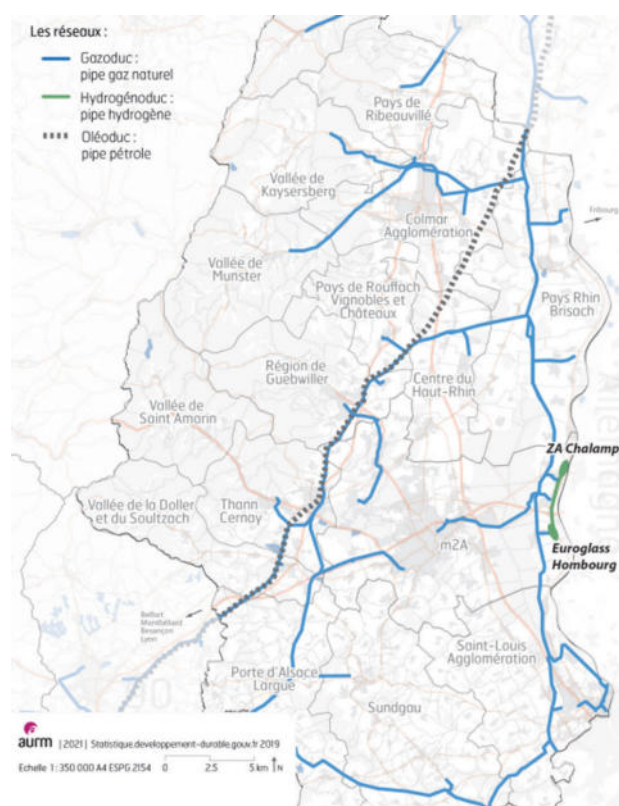 Les réseaux :
Gazoduc :
pipe gaz naturel
Hydrogénoduc :
pipe hydrogène
Oléoduc :
pipe pétrole
Pays de
Ribeauvillé
Vallée de
Kaysersberg
Fribourg
Colmar
Agglomération
Vallée de
Munster
Pays de Rouffach
Vignobles et
Châteaux
Pays Rhin
Brisach
Région de
Guebwiller
Centre du
Haut-Rhin
Vallée de
Saint Amarin
ZA Chalamp
Vallée de la Doller
et du Soultzach
Thann
Cernay
m2A
Euroglass
Hombourg
Belfort
Montbéliard
Besançon
Lyon
Saint-Louis
Agglomération
Porte d'Alsace
Largue
Sundgau
aurm | 2021 | Statistique.developpement-durable.gouv.fr 2019
Echelle 1 : 350 000 A4 ESPG 2154 0 2.5 5 km N